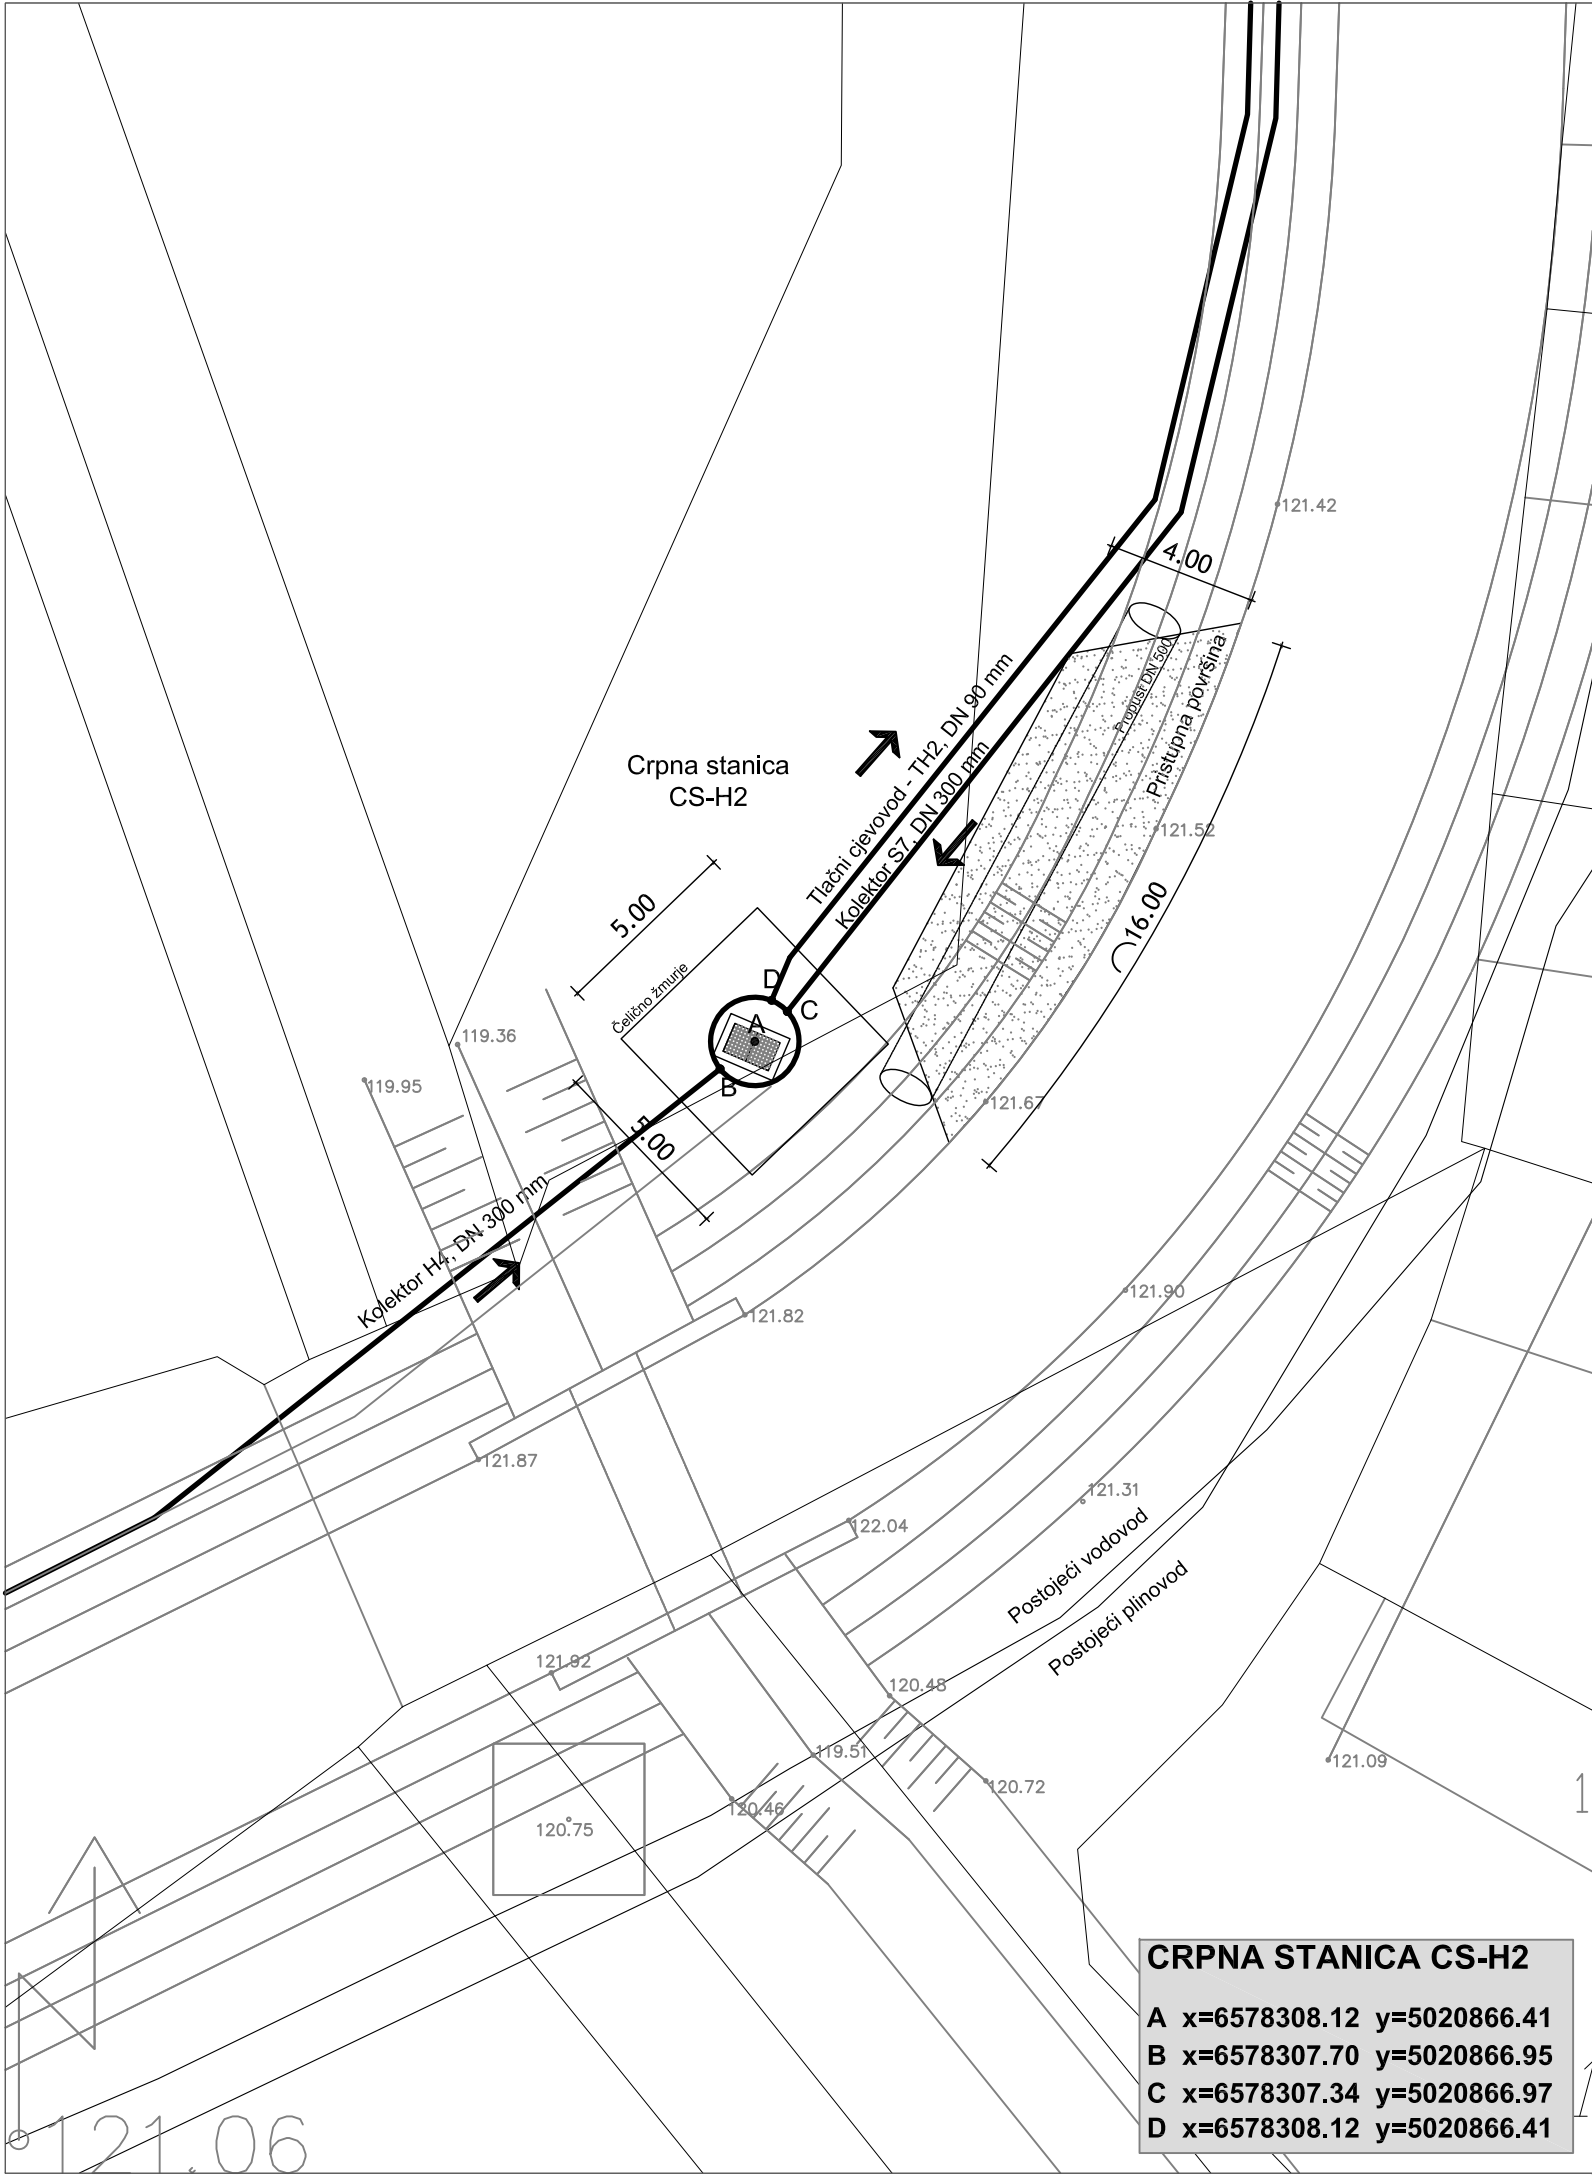 121.42
4.00
Propust DN 500
Pristupna površina
Tlačni cjevovod - TH2, DN 90 mm
Kolektor S7, DN 300 mm
Crpna stanica
CS-H2
121.52
5.00
16.00
Čelično žmurje
D
C
A
B
119.36
119.95
121.67
5.00
Kolektor H4, DN 300 mm
121.90
121.82
121.87
121.31
122.04
Postojeći vodovod
Postojeći plinovod
121.92
120.48
119.51
121.09
120.72
120.46
120.75
1
CRPNA STANICA CS-H2
A x=6578308.12 y=5020866.41
B x=6578307.70 y=5020866.95
C x=6578307.34 y=5020866.97
D x=6578308.12 y=5020866.41
121.06